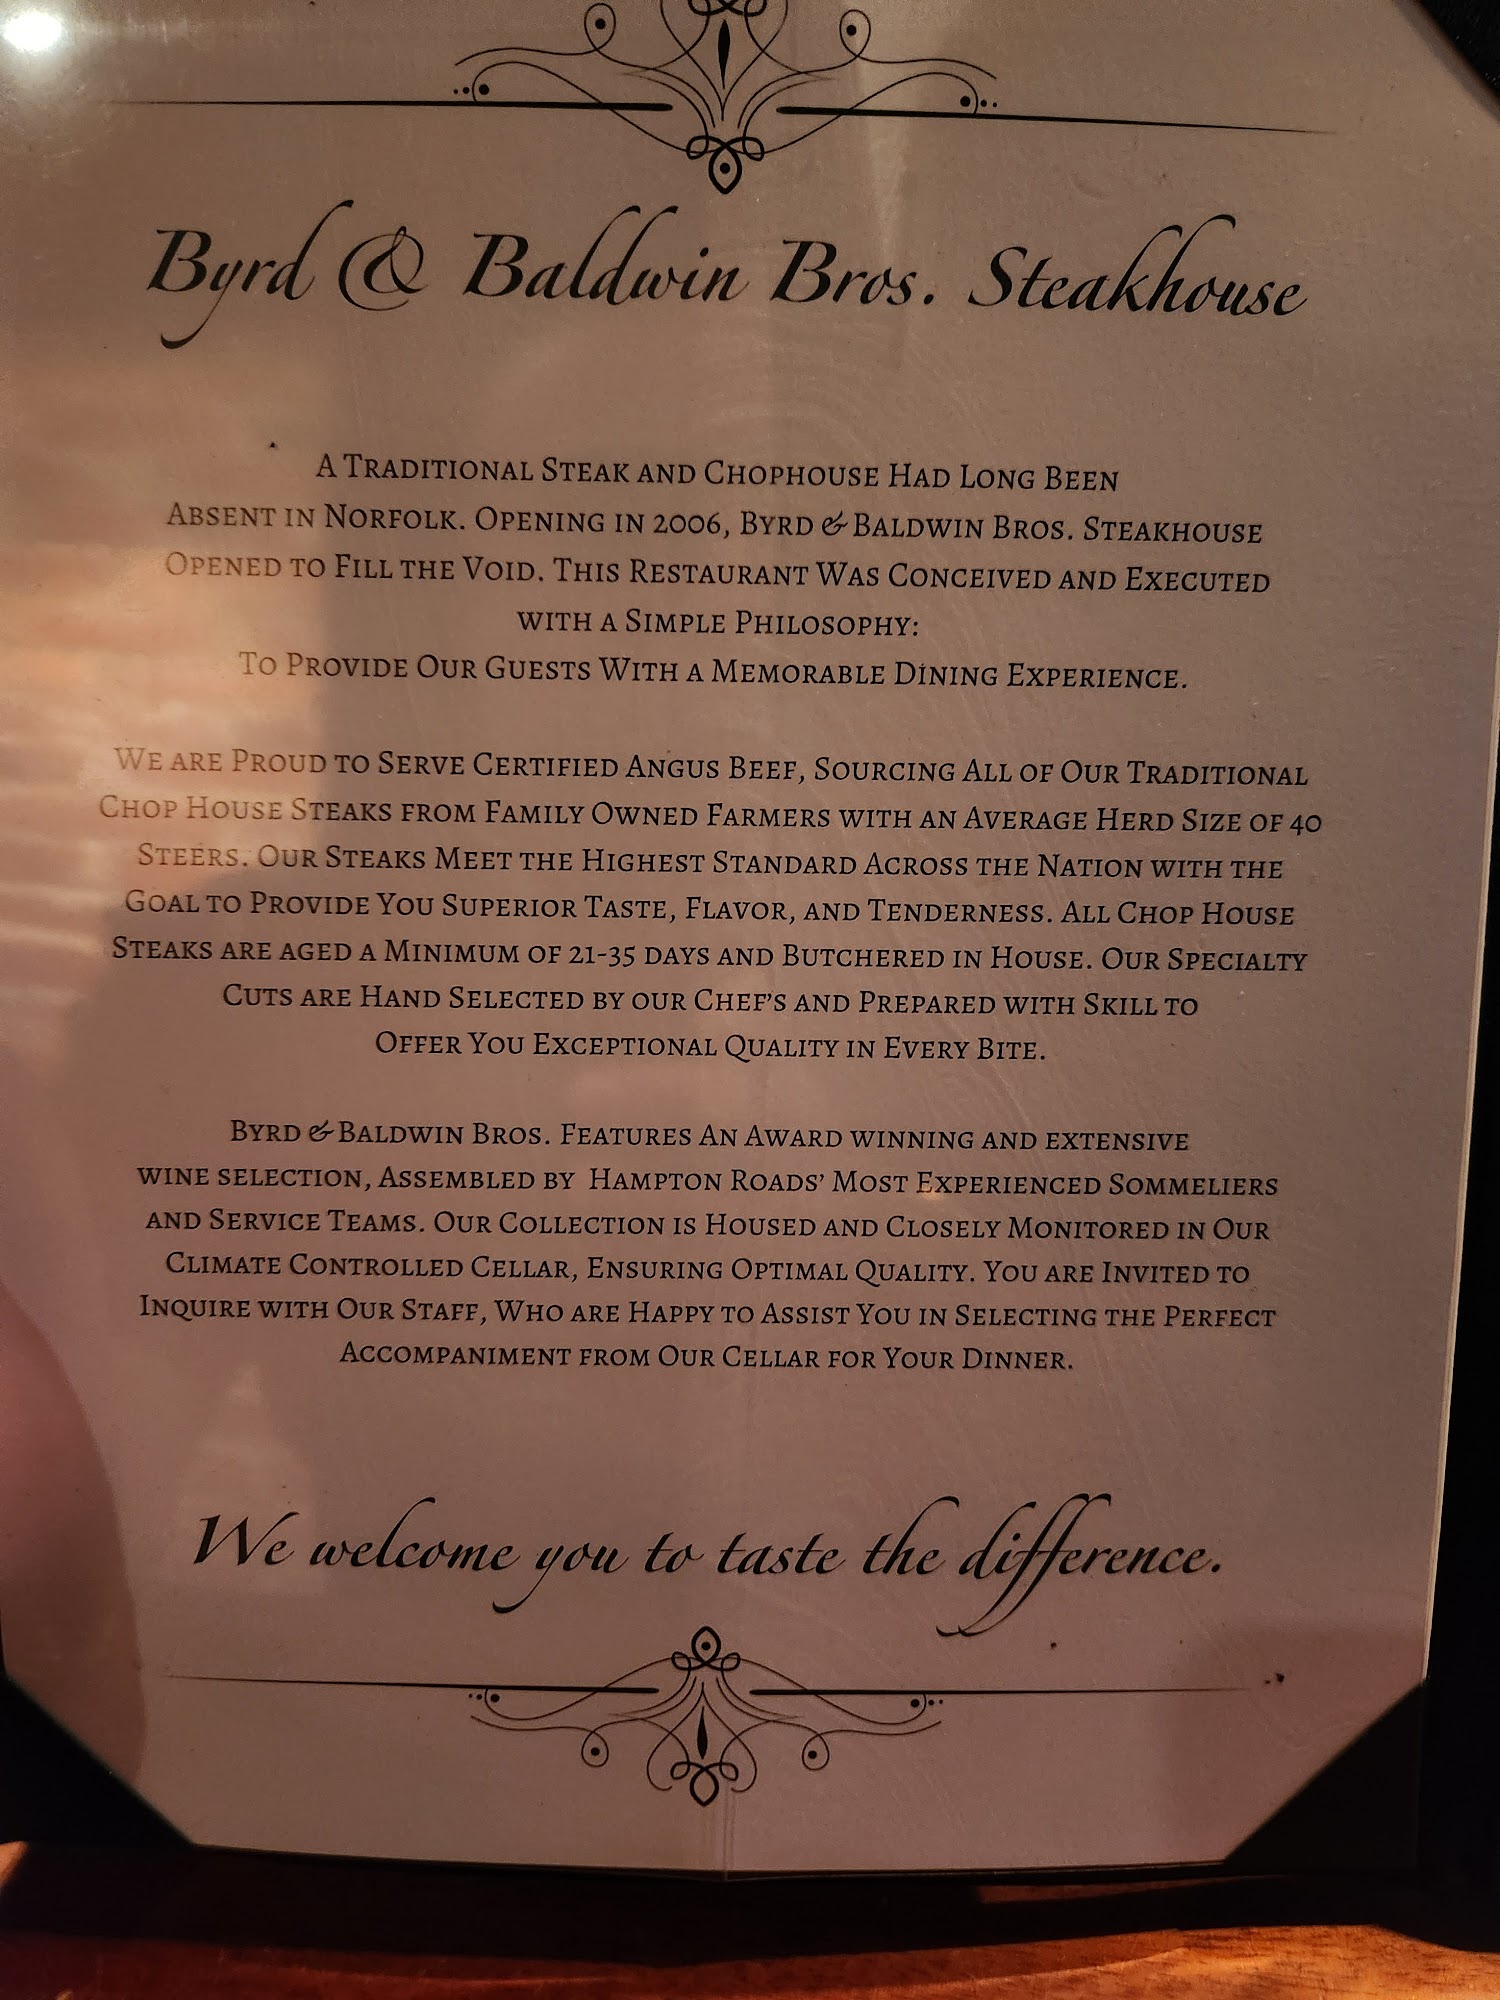 Byrd & Baldwin Bros. Steakhouse
A Traditional Steak and Chophouse Had Long Been
Absent in Norfolk. Opening in 2006, Byrd & Baldwin Bros. Steakhouse
Opened to Fill the Void. This Restaurant Was Conceived and Executed
with a Simple Philosophy:
To Provide Our Guests With a Memorable Dining Experience.
We are Proud to Serve Certified Angus Beef, Sourcing All of Our Traditional
Chop House Steaks from Family Owned Farmers with an Average Herd Size of 40
Steers. Our Steaks Meet the Highest Standard Across the Nation with the
Goal to Provide You Superior Taste, Flavor, and Tenderness. All Chop House
Steaks are aged a Minimum of 21-35 days and Butchered in House. Our Specialty
Cuts are Hand Selected by our Chef's and Prepared with Skill to
Offer You Exceptional Quality in Every Bite.
Byrd & Baldwin Bros. Features An Award winning and extensive
wine selection, Assembled by Hampton Roads' Most Experienced Sommeliers
and Service Teams. Our Collection is Housed and Closely Monitored in Our
Climate Controlled Cellar, Ensuring Optimal Quality. You are Invited to
Inquire with Our Staff, Who are Happy to Assist You in Selecting the Perfect
Accompaniment from Our Cellar for Your Dinner.
We welcome you to taste the difference.